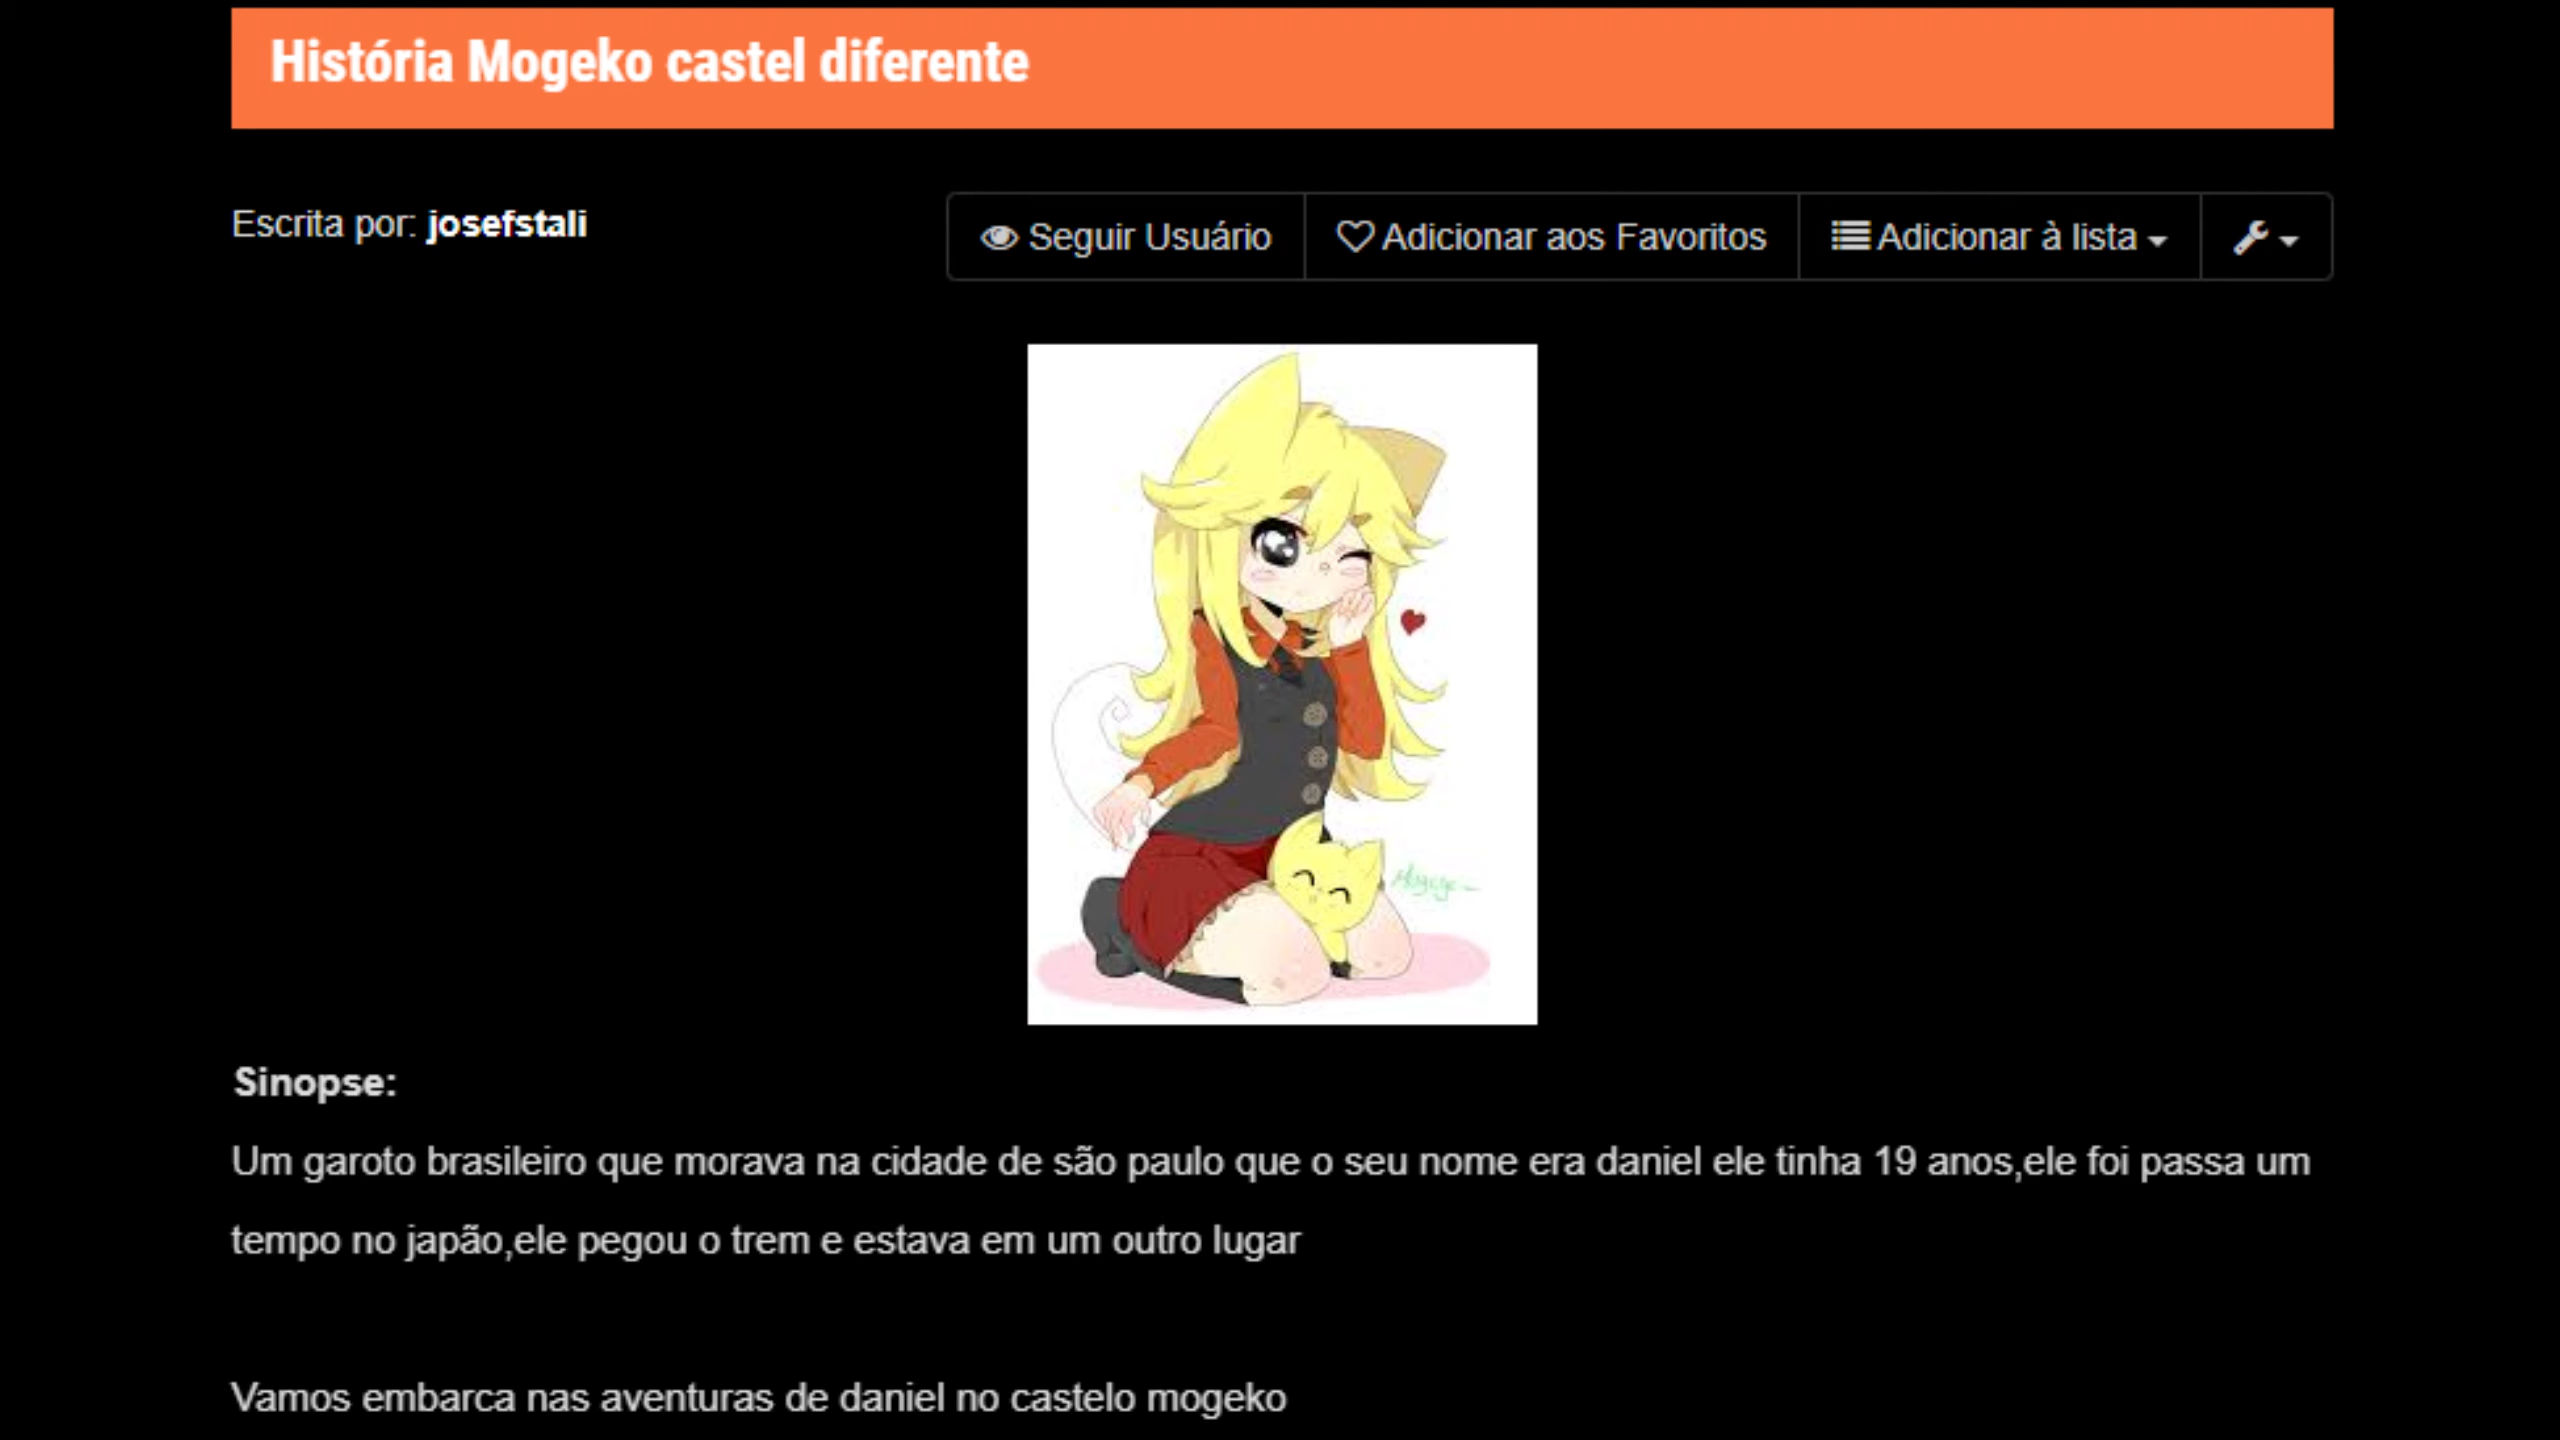 História Mogeko castel diferente
Escrita por: josefstali
Seguir Usuário
Adicionar aos Favoritos
Adicionar à lista
Sinopse:
Um garoto brasileiro que morava na cidade de são paulo que o seu nome era daniel ele tinha 19 anos,ele foi passa um
tempo no japão,ele pegou o trem e estava em um outro lugar
Vamos embarca nas aventuras de daniel no castelo mogeko